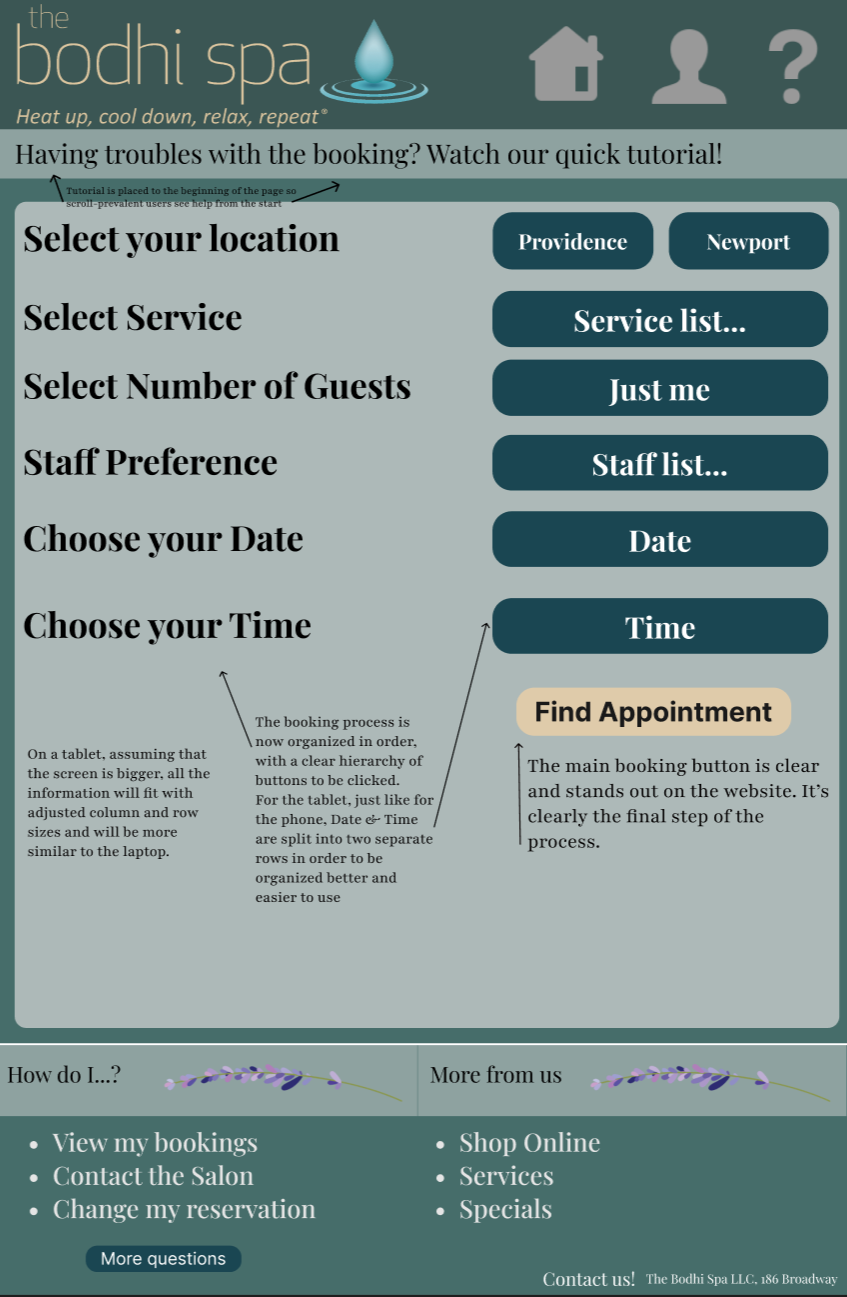 the
bodhi spa
Heat up, cool down, relax, repeat®
Having troubles with the booking? Watch our quick tutorial!
Tutorial is placed to the beginning of the page so
scroll-prevalent users see help from the start
Select your location
Providence
Newport
Select Service
Service list...
Select Number of Guests
Just me
Staff Preference
Staff list...
Choose your Date
Date
Choose your Time
Time
Find Appointment
On a tablet, assuming that
the screen is bigger, all the
information will fit with
adjusted column and row
sizes and will be more
similar to the laptop.
The booking process is
now organized in order,
with a clear hierarchy of
buttons to be clicked.
For the tablet, just like for
the phone, Date & Time
are split into two separate
rows in order to be
organized better and
easier to use
The main booking button is clear
and stands out on the website. It's
clearly the final step of the
process.
How do I...?
More from us
• View my bookings
• Contact the Salon
• Change my reservation
• Shop Online
• Services
• Specials
More questions
Contact us! The Bodhi Spa LLC, 186 Broadway